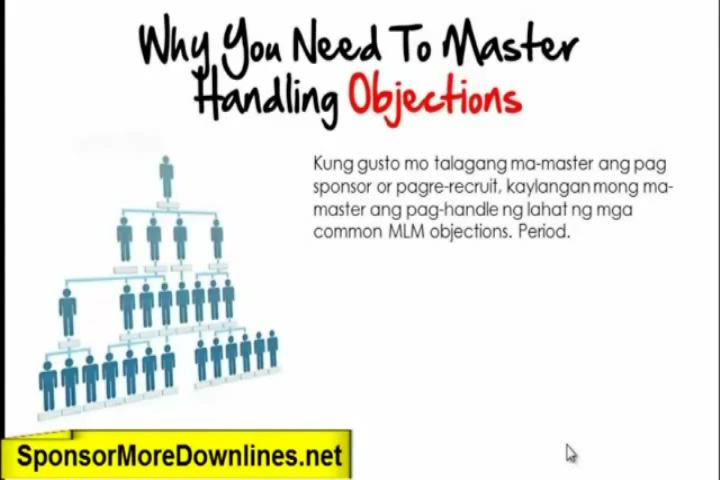 Why You Need To Master
Handling Objections
Kung gusto mo talagang ma-master ang pag
sponsor or pagre-recruit, kaylangan mong ma-
master ang pag-handle ng lahat ng mga
common MLM objections. Period.
SponsorMoreDownlines.net